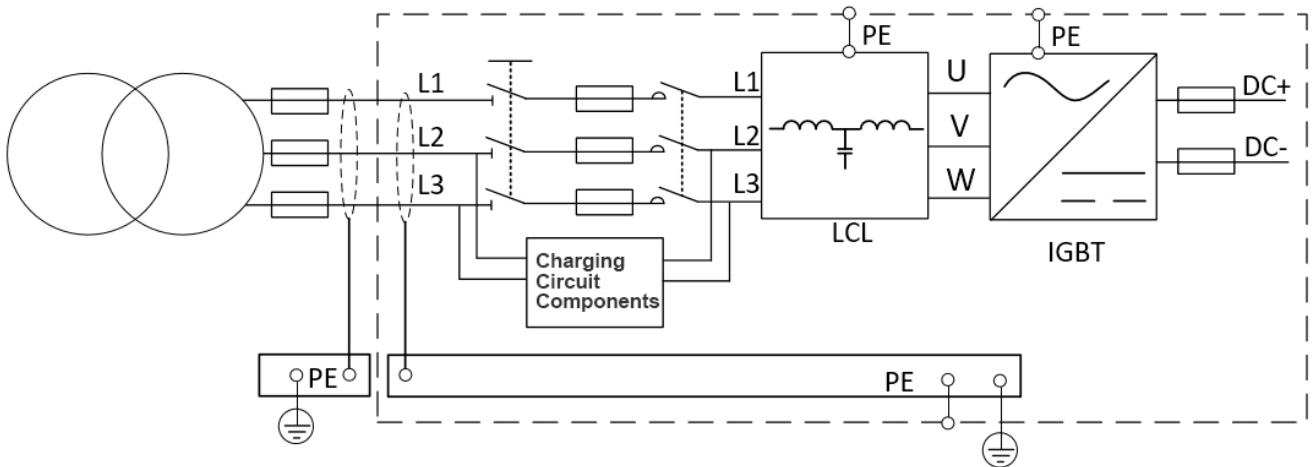 PE
PE
L1
L1
U
DC+
L2
L2
V
DC-
L3
L3
W
LCL
IGBT
Charging
Circuit
Components
PE
PE